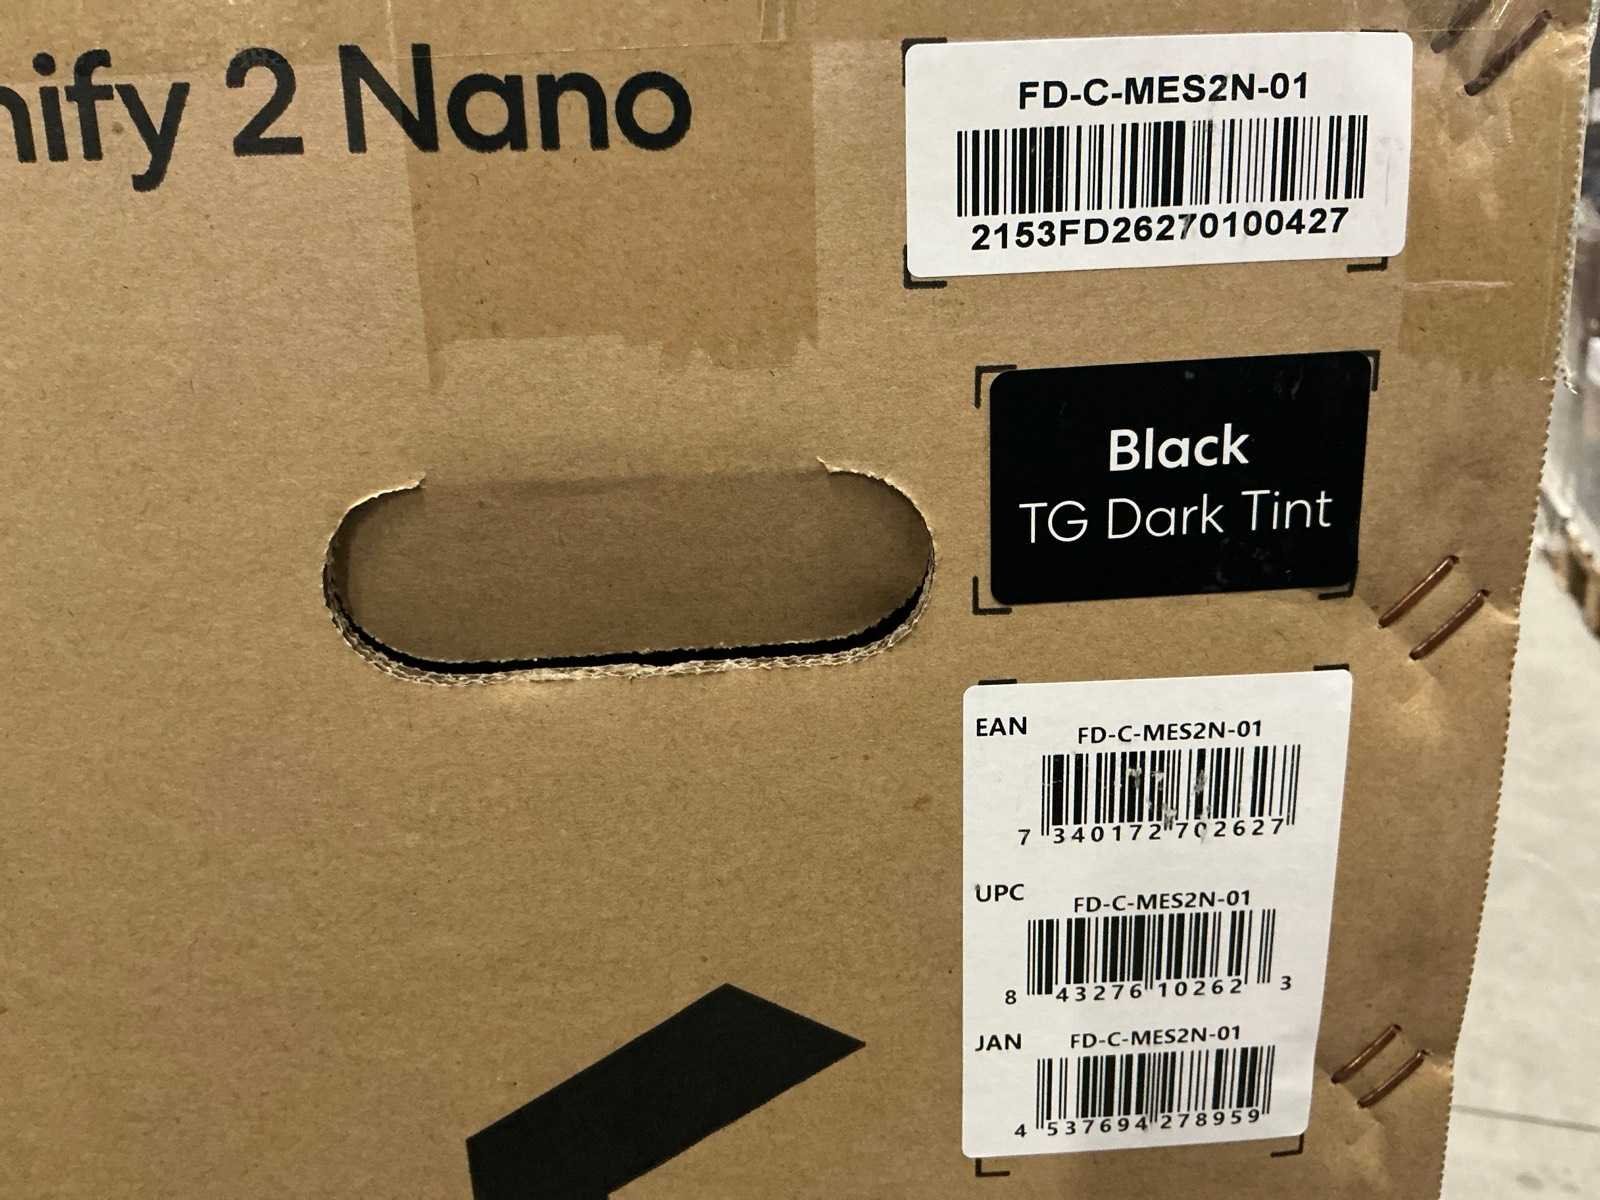 nify 2 Nano
FD-C-MES2N-01
2153FD26270100427
Black
TG Dark Tint
EAN
FD-C-MES2N-01
7 340172 702627
UPC
FD-C-MES2N-01
8 43276 10262 3
JAN
FD-C-MES2N-01
4 537694 278959